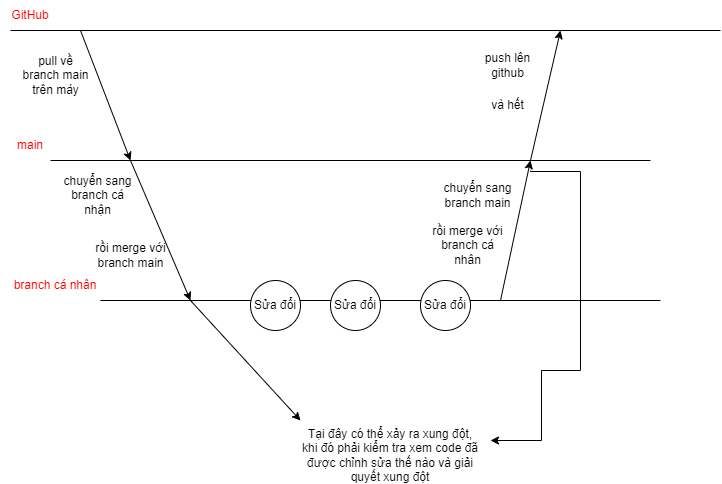 GitHub
pull về
branch main
trên máy
push lên
github
và hết
main
chuyển sang
branch cá
nhận
rồi merge với
branch main
chuyển sang
branch main
rồi merge với
branch cá
nhân
branch cá nhân
Sửa đổi
Sửa đổi
Sửa đổi
Tại đây có thể xảy ra xung đột,
khi đó phải kiểm tra xem code đã
được chỉnh sửa thế nào và giải
quyết xung đột